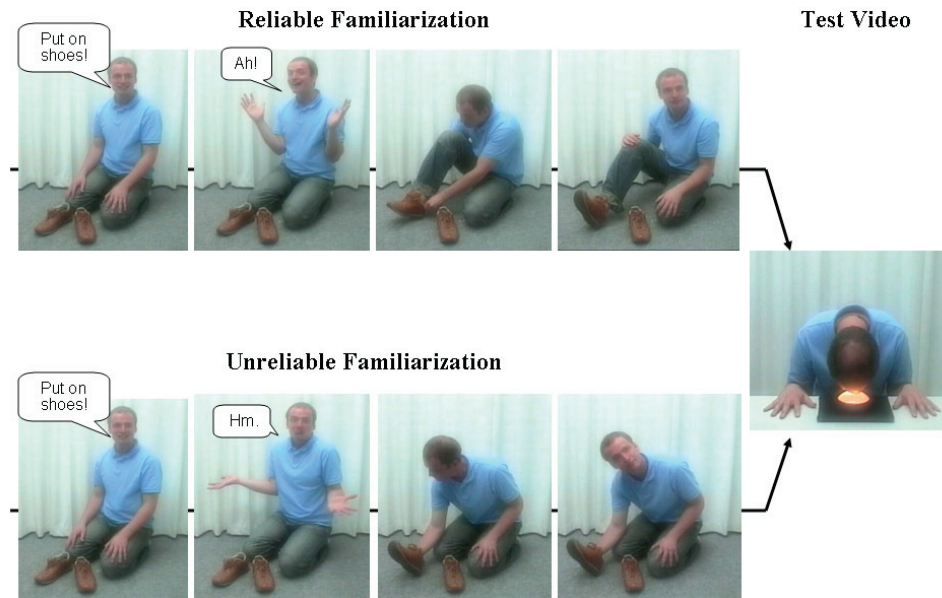 Reliable Familiarization
Test Video
Put on
shoes!
Ah!
Unreliable Familiarization
Put on
shoes!
Hm.